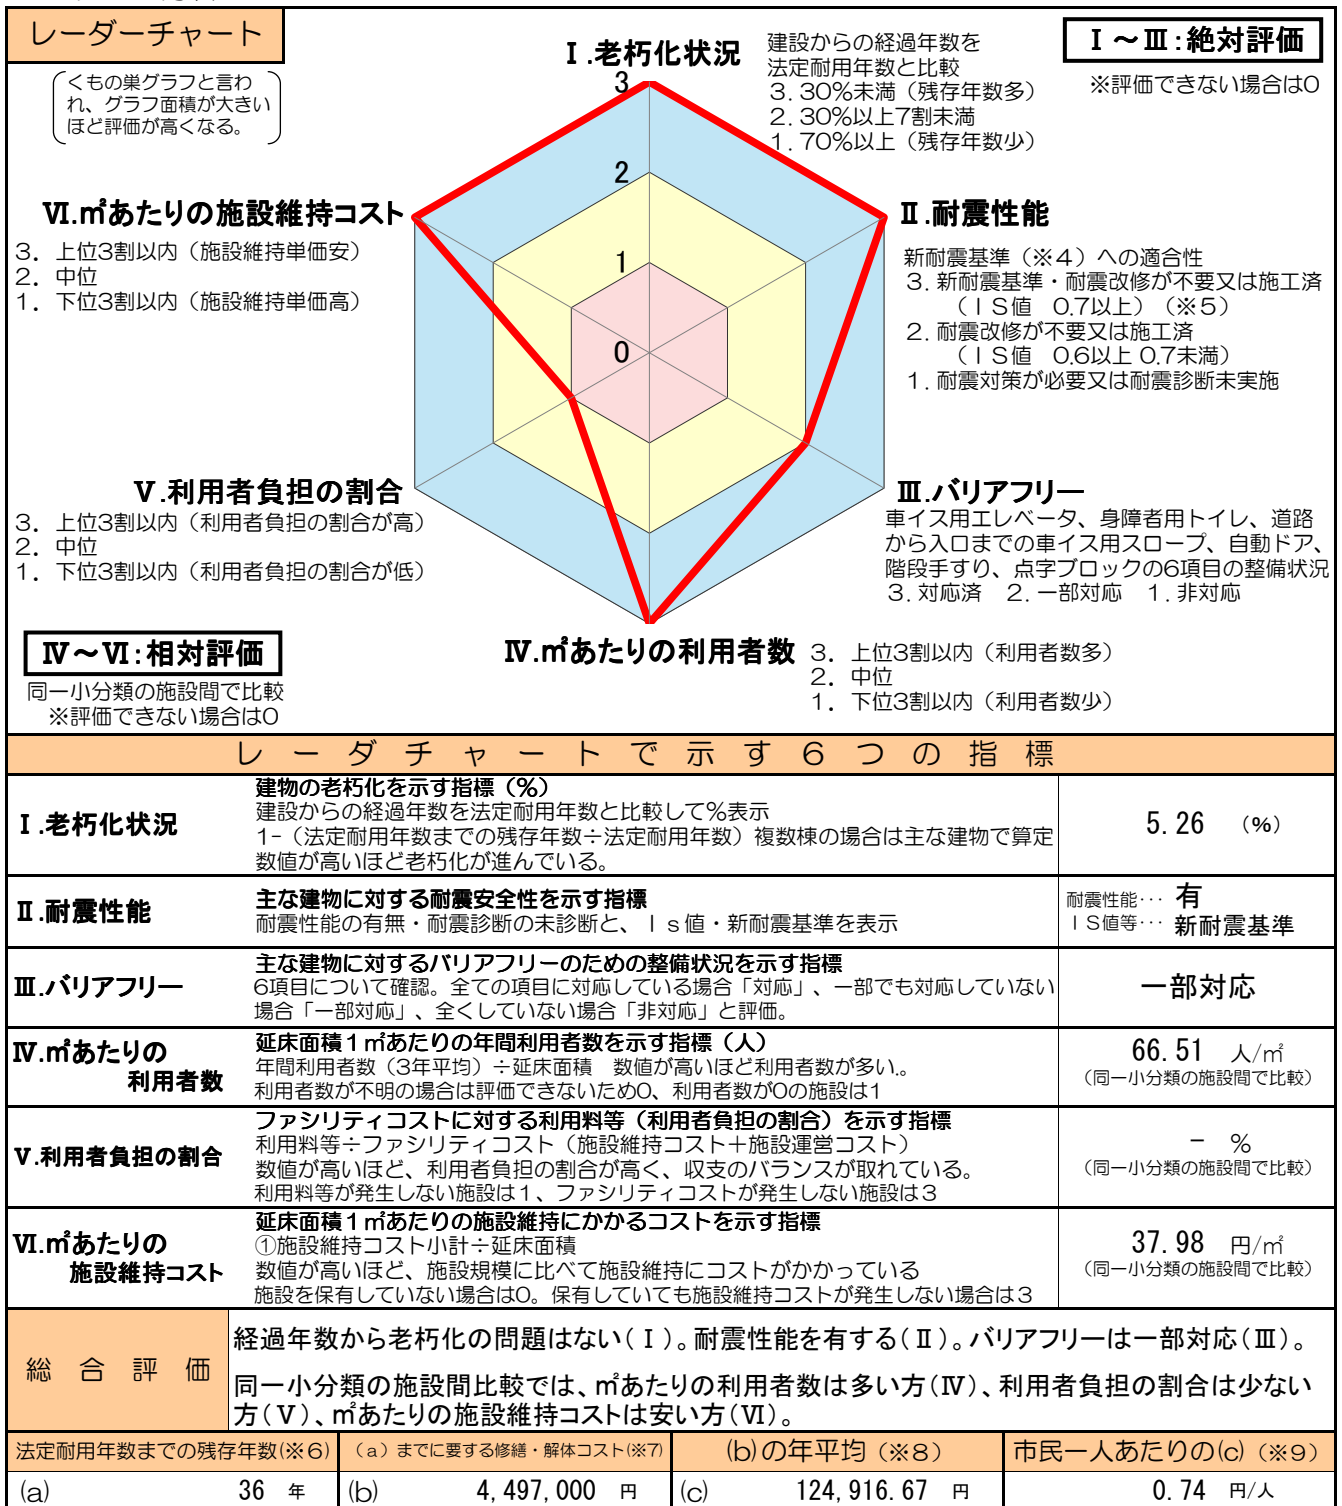 レーダーチャート
くもの巣グラフと言わ
れ、グラフ面積が大きい
ほど評価が高くなる。
Ⅰ.老朽化状況
建設からの経過年数を
法定耐用年数と比較
3. 30%未満（残存年数多）
2. 30%以上7割未満
1. 70%以上（残存年数少）
Ⅰ～Ⅲ:絶対評価
※評価できない場合は0
3
2
1
0
Ⅵ.㎡あたりの施設維持コスト
3. 上位3割以内（施設維持単価安）
2. 中位
1. 下位3割以内（施設維持単価高）
Ⅱ.耐震性能
新耐震基準（※4）への適合性
3. 新耐震基準・耐震改修が不要又は施工済
（ＩＳ値 0.7以上）（※5）
2. 耐震改修が不要又は施工済
（ＩＳ値 0.6以上 0.7未満）
1. 耐震対策が必要又は耐震診断未実施
Ⅴ.利用者負担の割合
3. 上位3割以内（利用者負担の割合が高）
2. 中位
1. 下位3割以内（利用者負担の割合が低）
Ⅲ.バリアフリー
車イス用エレベータ、身障者用トイレ、道路
から入口までの車イス用スロープ、自動ドア、
階段手すり、点字ブロックの6項目の整備状況
3. 対応済 2. 一部対応 1. 非対応
Ⅳ～Ⅵ:相対評価
同一小分類の施設間で比較
※評価できない場合は0
Ⅳ.㎡あたりの利用者数
3. 上位3割以内（利用者数多）
2. 中位
1. 下位3割以内（利用者数少）
レーダチャートで示す６つの指標
Ⅰ.老朽化状況
建物の老朽化を示す指標（%）
建設からの経過年数を法定耐用年数と比較して%表示
1-（法定耐用年数までの残存年数÷法定耐用年数）複数棟の場合は主な建物で算定
数値が高いほど老朽化が進んでいる。
5.26 （%）
Ⅱ.耐震性能
主な建物に対する耐震安全性を示す指標
耐震性能の有無・耐震診断の未診断と、Ｉｓ値・新耐震基準を表示
耐震性能… 有
ＩＳ値等… 新耐震基準
Ⅲ.バリアフリー
主な建物に対するバリアフリーのための整備状況を示す指標
6項目について確認。全ての項目に対応している場合「対応」、一部でも対応していない
場合「一部対応」、全くしていない場合「非対応」と評価。
一部対応
Ⅳ.㎡あたりの
利用者数
延床面積１㎡あたりの年間利用者数を示す指標（人）
年間利用者数（3年平均）÷延床面積 数値が高いほど利用者数が多い。
利用者数が不明の場合は評価できないため0、利用者数が0の施設は1
66.51 人/㎡
（同一小分類の施設間で比較）
Ⅴ.利用者負担の割合
ファシリティコストに対する利用料等（利用者負担の割合）を示す指標
利用料等÷ファシリティコスト（施設維持コスト＋施設運営コスト）
数値が高いほど、利用者負担の割合が高く、収支のバランスが取れている。
利用料等が発生しない施設は１、ファシリティコストが発生しない施設は３
- %
（同一小分類の施設間で比較）
Ⅵ.㎡あたりの
施設維持コスト
延床面積１㎡あたりの施設維持にかかるコストを示す指標
①施設維持コスト小計÷延床面積
数値が高いほど、施設規模に比べて施設維持にコストがかかっている
施設を保有していない場合は0。保有していても施設維持コストが発生しない場合は３
37.98 円/㎡
（同一小分類の施設間で比較）
総合評価
経過年数から老朽化の問題はない(Ⅰ)。耐震性能を有する(Ⅱ)。バリアフリーは一部対応(Ⅲ)。
同一小分類の施設間比較では、㎡あたりの利用者数は多い方(Ⅳ)、利用者負担の割合は少ない
方(Ⅴ)、㎡あたりの施設維持コストは安い方(Ⅵ)。
法定耐用年数までの残存年数(※6)
（a）までに要する修繕・解体コスト(※7)
(b)の年平均（※8）
市民一人あたりの(c)（※9）
(a) 36 年
(b) 4,497,000 円
(c) 124,916.67 円
0.74 円/人